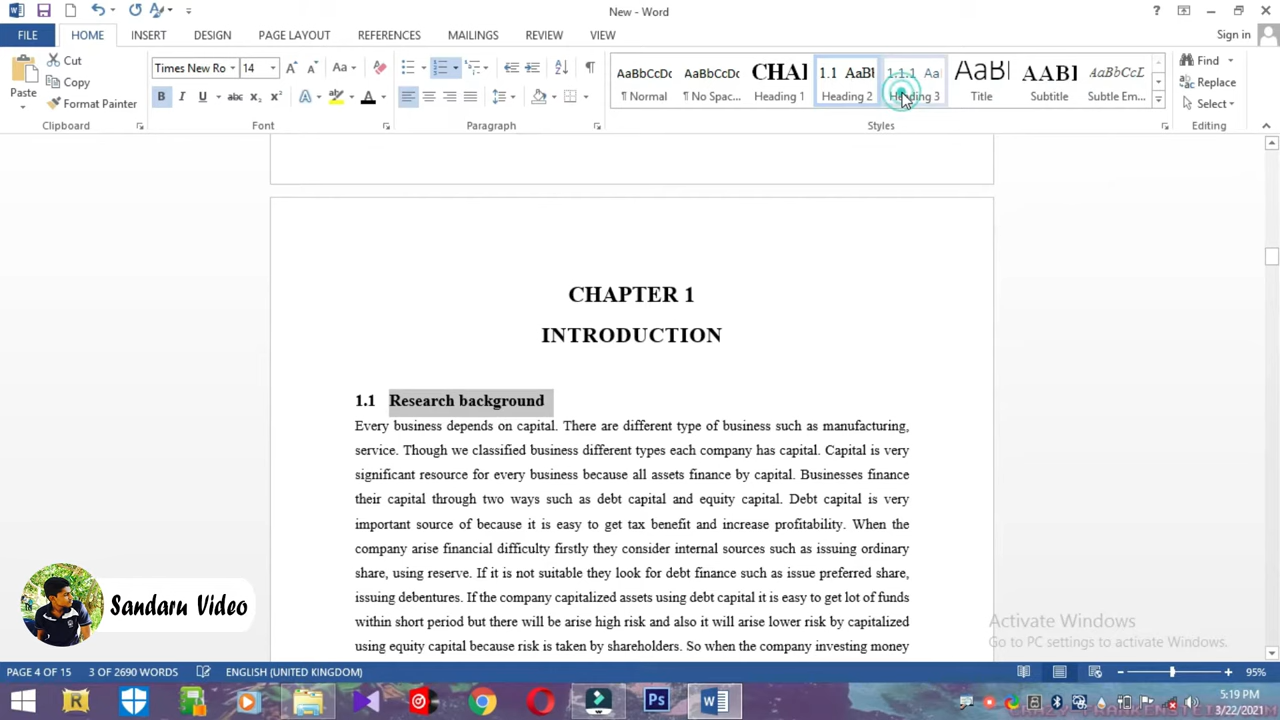 New - Word
Sign in
FILE HOME INSERT DESIGN PAGE LAYOUT REFERENCES MAILINGS REVIEW VIEW
Paste
Cut
Copy
Format Painter
Clipboard
Times New Ro 14
Font
Paragraph
AaBbCcDc AaBbCcDc CHAI 1.1 AaBt 1.1.1 Aa AaBl AABI AaBbCcL
¶ Normal ¶ No Spac... Heading 1 Heading 2 Heading 3 Title Subtitle Subtle Em...
Styles
Find
Replace
Select
Editing
CHAPTER 1
INTRODUCTION
1.1 Research background
Every business depends on capital. There are different type of business such as manufacturing,
service. Though we classified business different types each company has capital. Capital is very
significant resource for every business because all assets finance by capital. Businesses finance
their capital through two ways such as debt capital and equity capital. Debt capital is very
important source of because it is easy to get tax benefit and increase profitability. When the
company arise financial difficulty firstly they consider internal sources such as issuing ordinary
share, using reserve. If it is not suitable they look for debt finance such as issue preferred share,
issuing debentures. If the company capitalized assets using debt capital it is easy to get lot of funds
within short period but there will be arise high risk and also it will arise lower risk by capitalized
using equity capital because risk is taken by shareholders. So when the company investing money
Sandaru Video
Activate Windows
Go to PC settings to activate Windows.
PAGE 4 OF 15 3 OF 2690 WORDS ENGLISH (UNITED KINGDOM) 95%
5:19 PM
3/22/2021